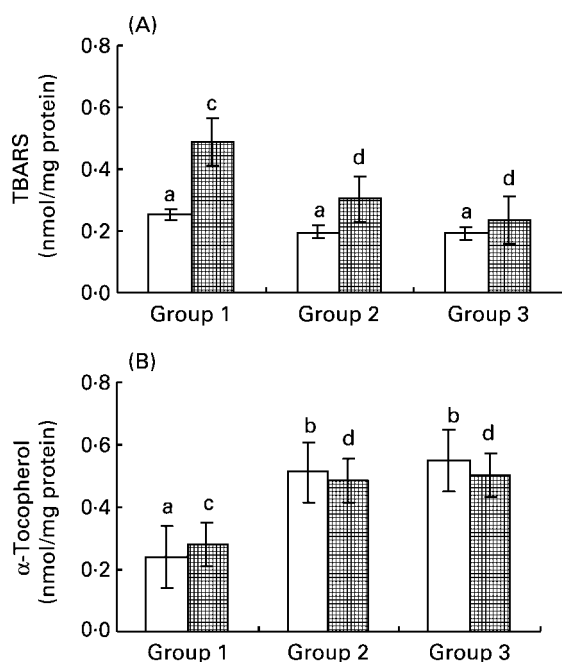 (A)
0·8
0·6
0·4
0·2
0·0
TBARS
(nmol/mg protein)
a
c
a
d
a
d
Group 1 Group 2 Group 3
(B)
0·8
0·6
0·4
0·2
0·0
α-Tocopherol
(nmol/mg protein)
a
c
b
d
b
d
Group 1 Group 2 Group 3